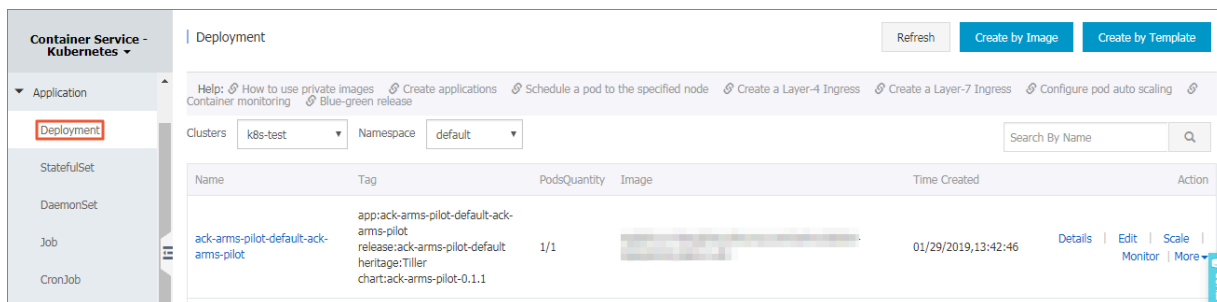 Container Service -
Kubernetes
Deployment
Refresh
Create by Image
Create by Template
Application
Help: How to use private images Create applications Schedule a pod to the specified node Create a Layer-4 Ingress Create a Layer-7 Ingress Configure pod auto scaling
Container monitoring Blue-green release
Deployment
Clusters k8s-test Namespace default
Search By Name
StatefulSet
DaemonSet
Job
CronJob
Name Tag PodsQuantity Image Time Created Action
ack-arms-pilot-default-ack-
arms-pilot
app:ack-arms-pilot-default-ack-
arms-pilot
release:ack-arms-pilot-default
heritage:Tiller
chart:ack-arms-pilot-0.1.1
1/1
01/29/2019,13:42:46
Details | Edit | Scale |
Monitor | More